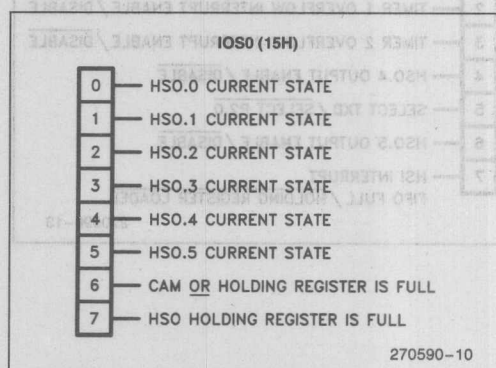 IOS0 (15H)
0 HSO.0 CURRENT STATE
1 HSO.1 CURRENT STATE
2 HSO.2 CURRENT STATE
3 HSO.3 CURRENT STATE
4 HSO.4 CURRENT STATE
5 HSO.5 CURRENT STATE
6 CAM OR HOLDING REGISTER IS FULL
7 HSO HOLDING REGISTER IS FULL
270590-10